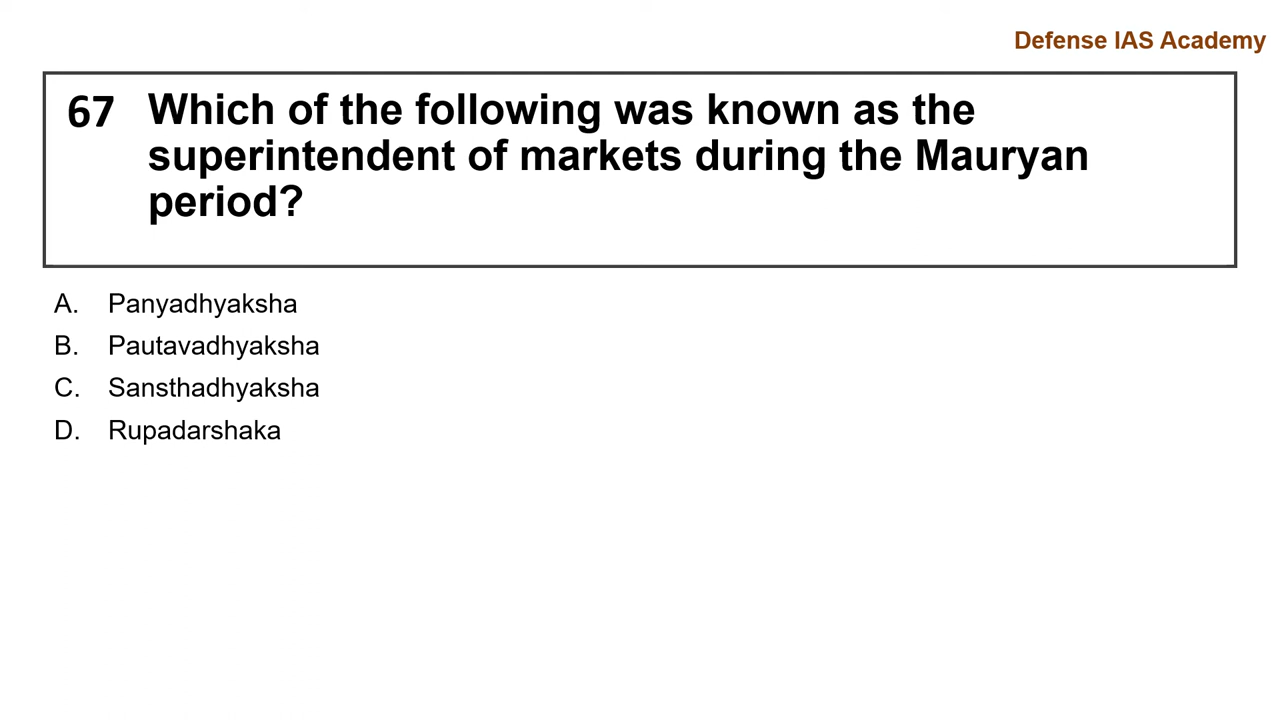 Defense IAS Academy
67 Which of the following was known as the
superintendent of markets during the Mauryan
period?
A. Panyadhyaksha
B. Pautavadhyaksha
C. Sansthadhyaksha
D. Rupadarshaka